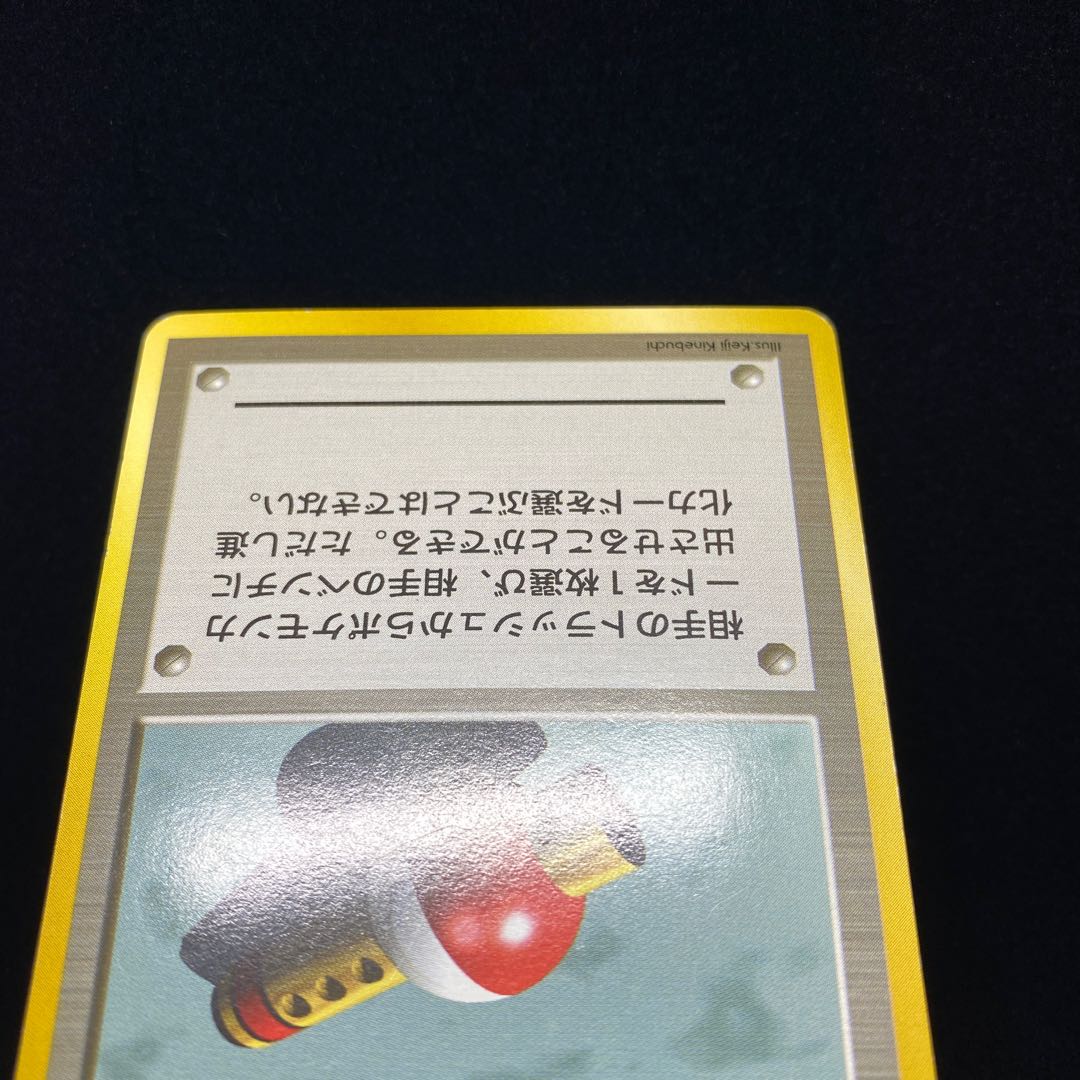 相手のトラッシュからポケモンカ
ードを1枚選び、相手のベンチに
出させることができる。ただし進
化カードを選ぶことはできない。
Illus.Keiji Kinebuchi